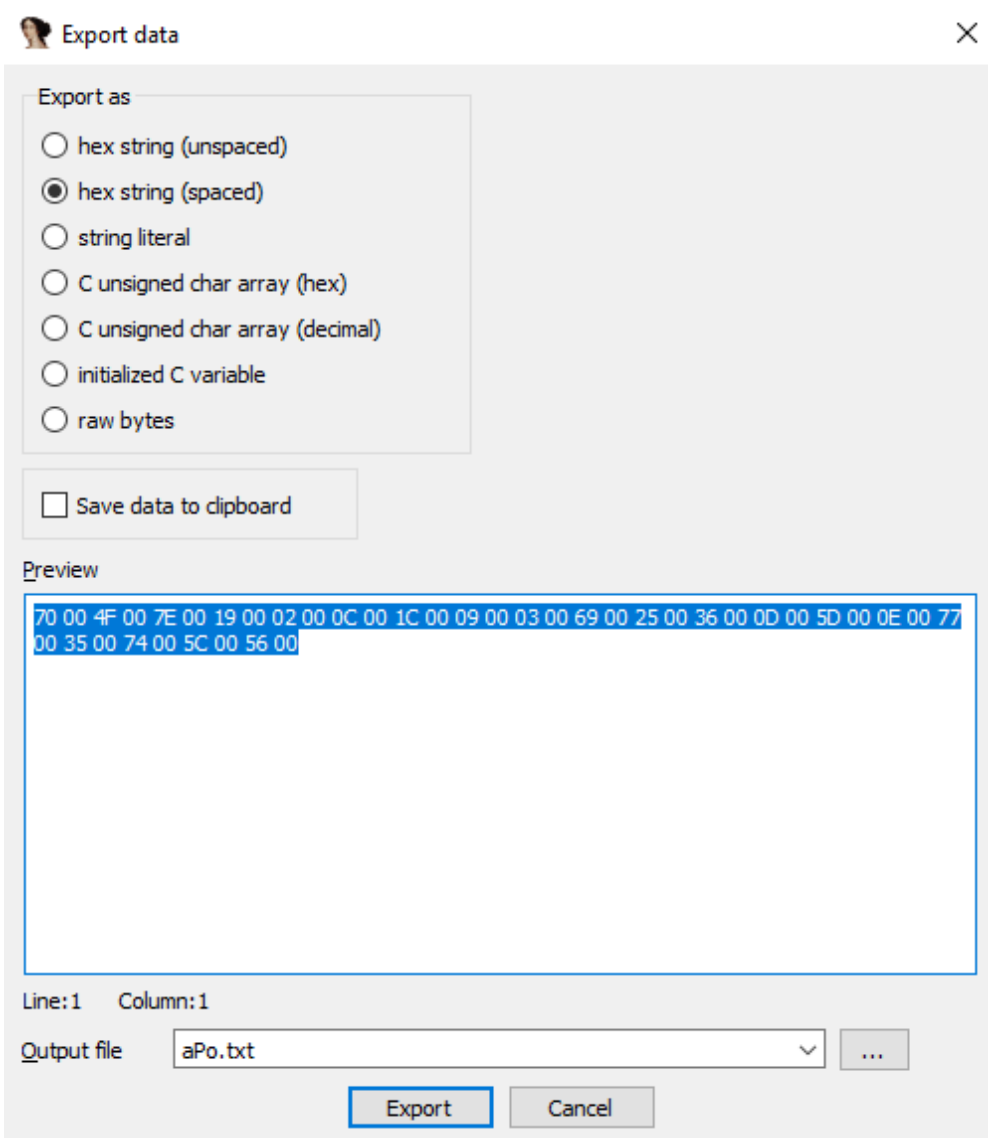 Export data
Export as
hex string (unspaced)
hex string (spaced)
string literal
C unsigned char array (hex)
C unsigned char array (decimal)
initialized C variable
raw bytes
Save data to clipboard
Preview
70 00 4F 00 7E 00 19 00 02 00 0C 00 1C 00 09 00 03 00 69 00 25 00 36 00 0D 00 5D 00 0E 00 77
00 35 00 74 00 5C 00 56 00
Line:1 Column:1
Output file aPo.txt ...
Export Cancel